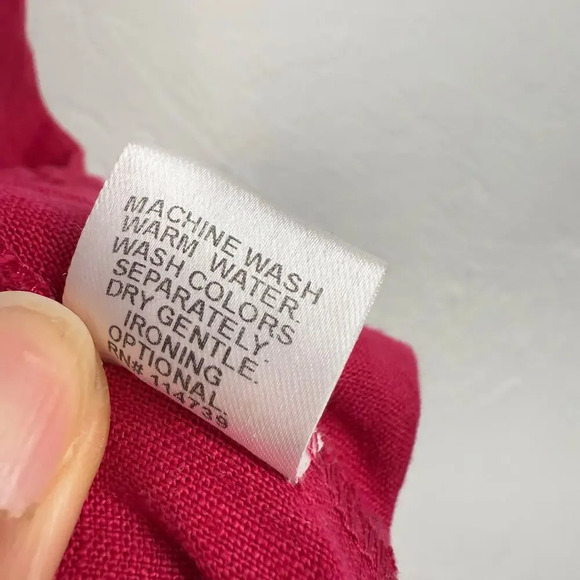 MACHINE WASH
WARM WATER.
WASH COLORS
SEPARATELY.
DRY GENTLE.
IRONING
OPTIONAL.
RN# 114739